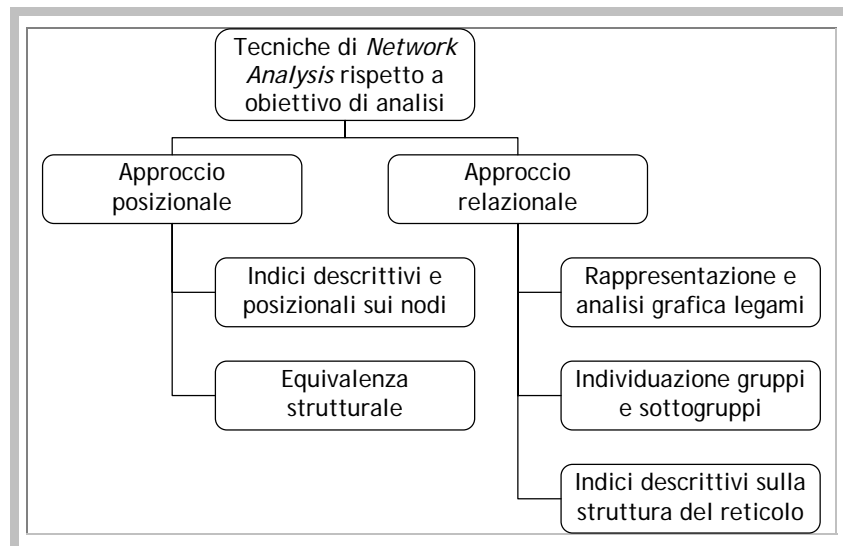 Tecniche di Network
Analysis rispetto a
obiettivo di analisi
Approccio
posizionale
Approccio
relazionale
Indici descrittivi e
posizionali sui nodi
Rappresentazione e
analisi grafica legami
Equivalenza
strutturale
Individuazione gruppi
e sottogruppi
Indici descrittivi sulla
struttura del reticolo